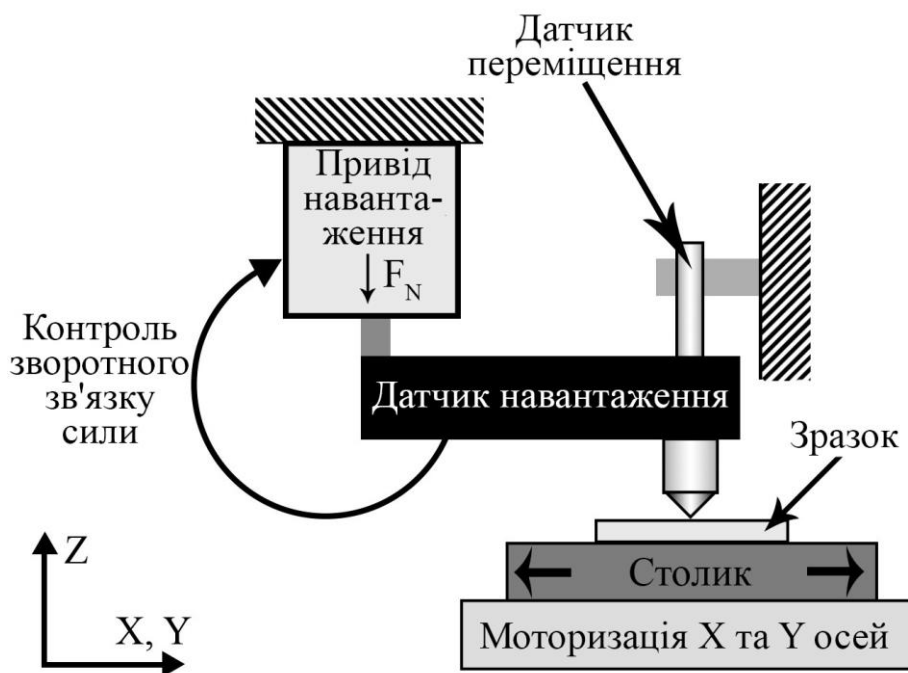 Датчик
переміщення
Привід
наванта-
ження
F_N
Контроль
зворотного
зв'язку
сили
Датчик навантаження
Зразок
Столик
Моторизація X та Y осей
Z
X, Y